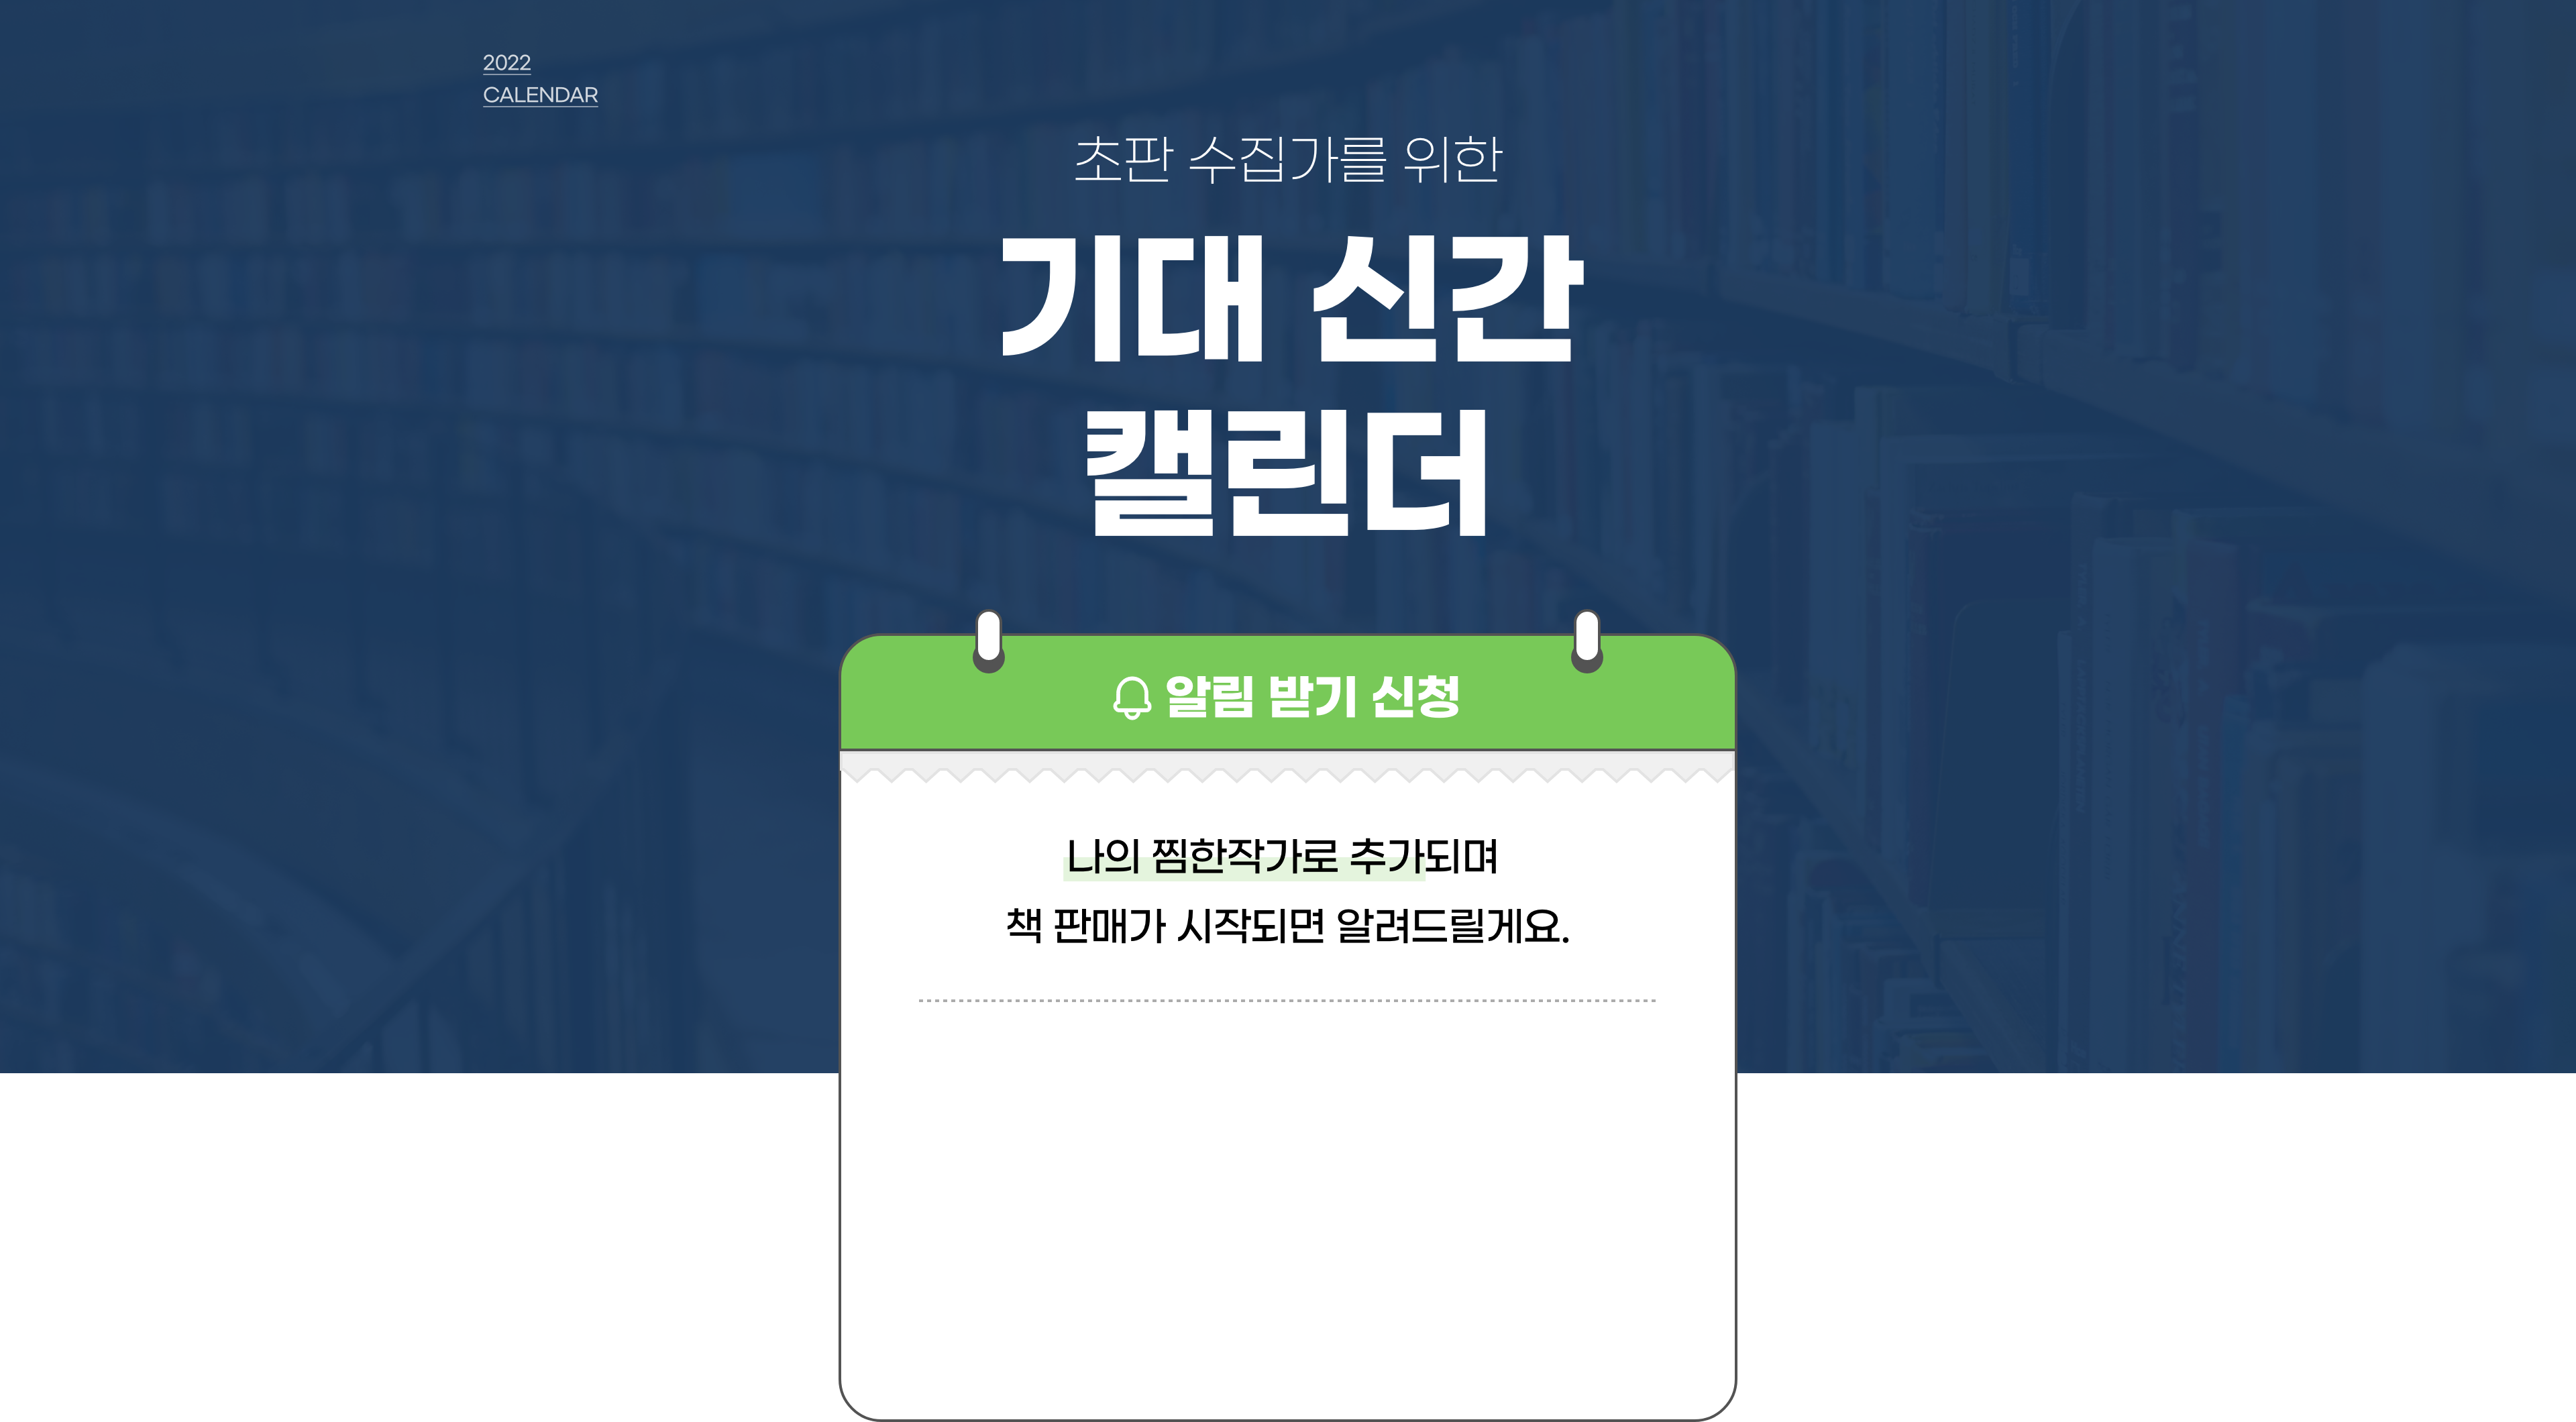 2022
CALENDAR
초판 수집가를 위한
기대 신간
캘린더
알림 받기 신청
나의 찜한작가로 추가되며
책 판매가 시작되면 알려드릴게요.